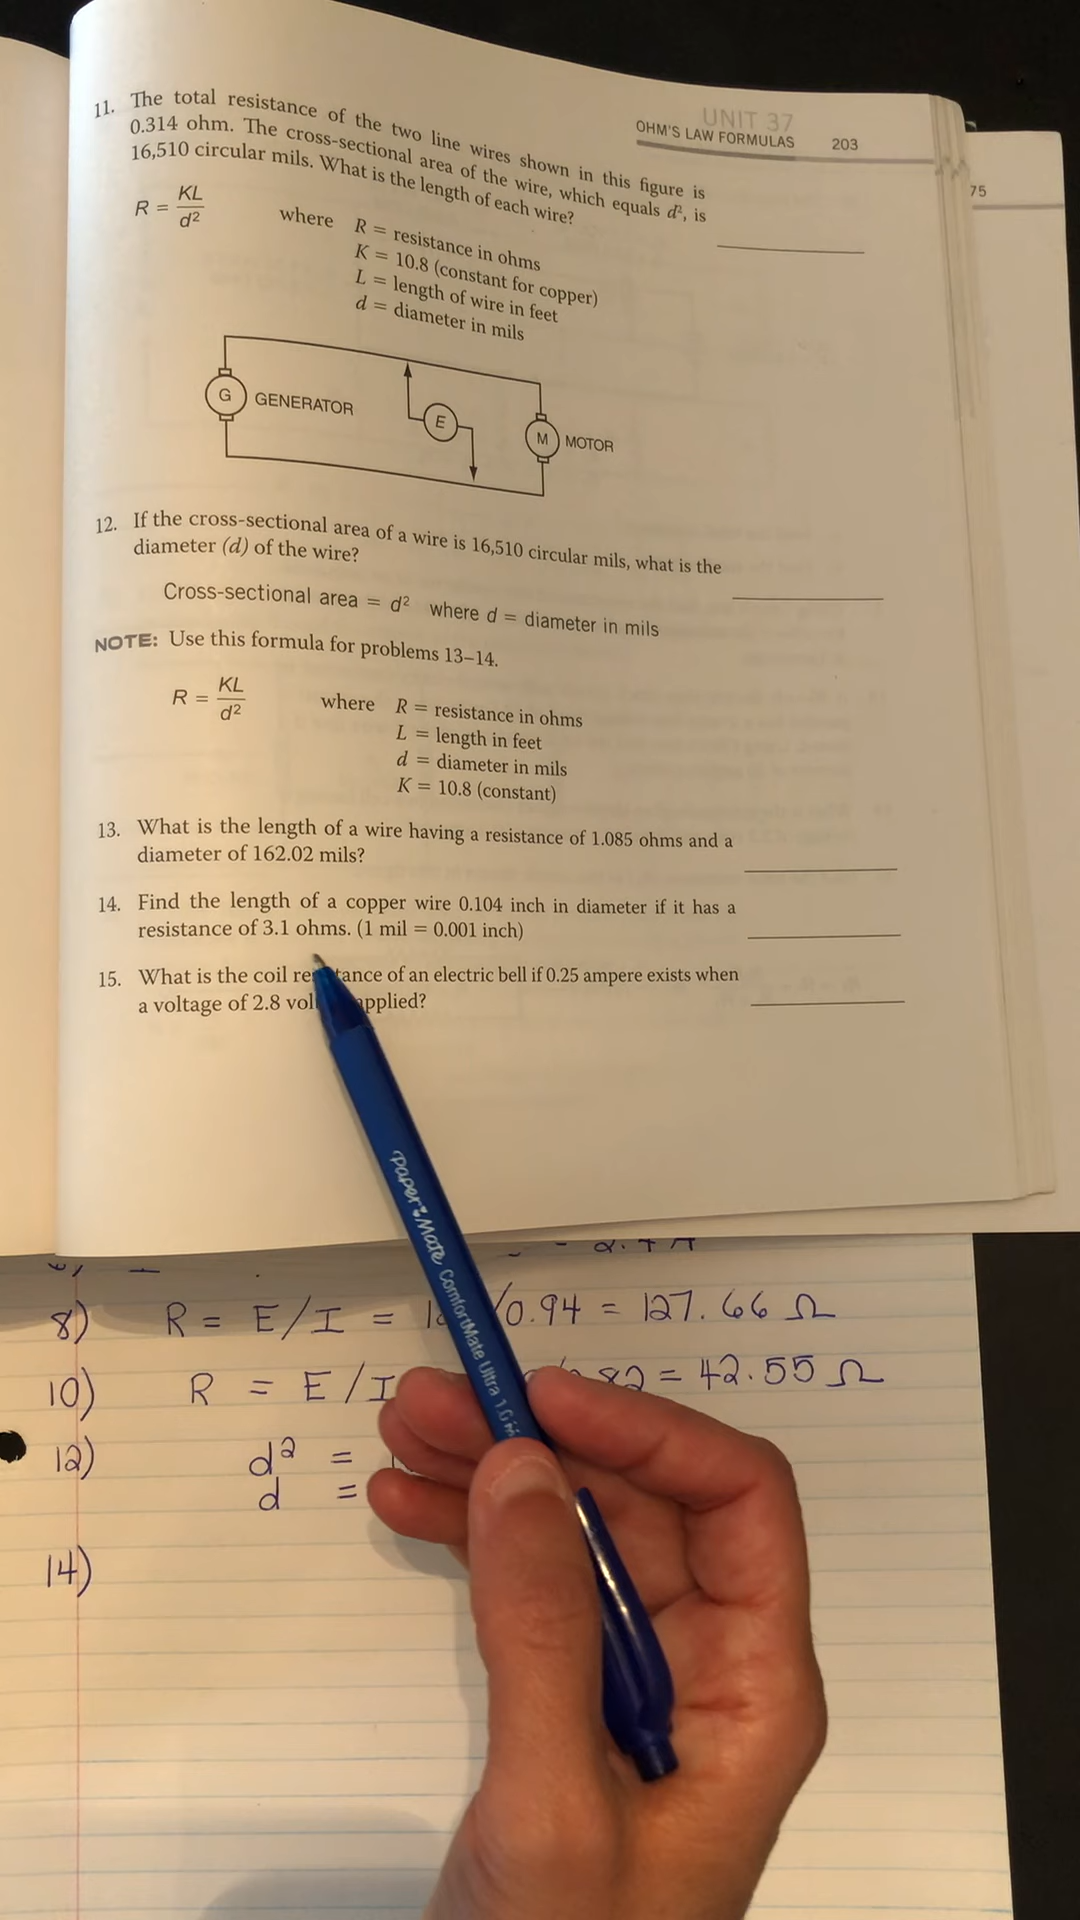 UNIT 37
OHM'S LAW FORMULAS 203
75
11. The total resistance of the two line wires shown in this figure is
0.314 ohm. The cross-sectional area of the wire, which equals d², is
16,510 circular mils. What is the length of each wire?
R = KL/d²
where R = resistance in ohms
K = 10.8 (constant for copper)
L = length of wire in feet
d = diameter in mils
G GENERATOR
E
M MOTOR
12. If the cross-sectional area of a wire is 16,510 circular mils, what is the
diameter (d) of the wire?
Cross-sectional area = d² where d = diameter in mils
NOTE: Use this formula for problems 13–14.
R = KL/d²
where R = resistance in ohms
L = length in feet
d = diameter in mils
K = 10.8 (constant)
13. What is the length of a wire having a resistance of 1.085 ohms and a
diameter of 162.02 mils?
14. Find the length of a copper wire 0.104 inch in diameter if it has a
resistance of 3.1 ohms. (1 mil = 0.001 inch)
15. What is the coil re tance of an electric bell if 0.25 ampere exists when
a voltage of 2.8 vol applied?
Paper Mate ComfortMate Ultra 1.0 M
8) R = E/I = 1 /0.94 = 127.66 Ω
10) R = E/I 82 = 42.55 Ω
12) d² =
d =
14)